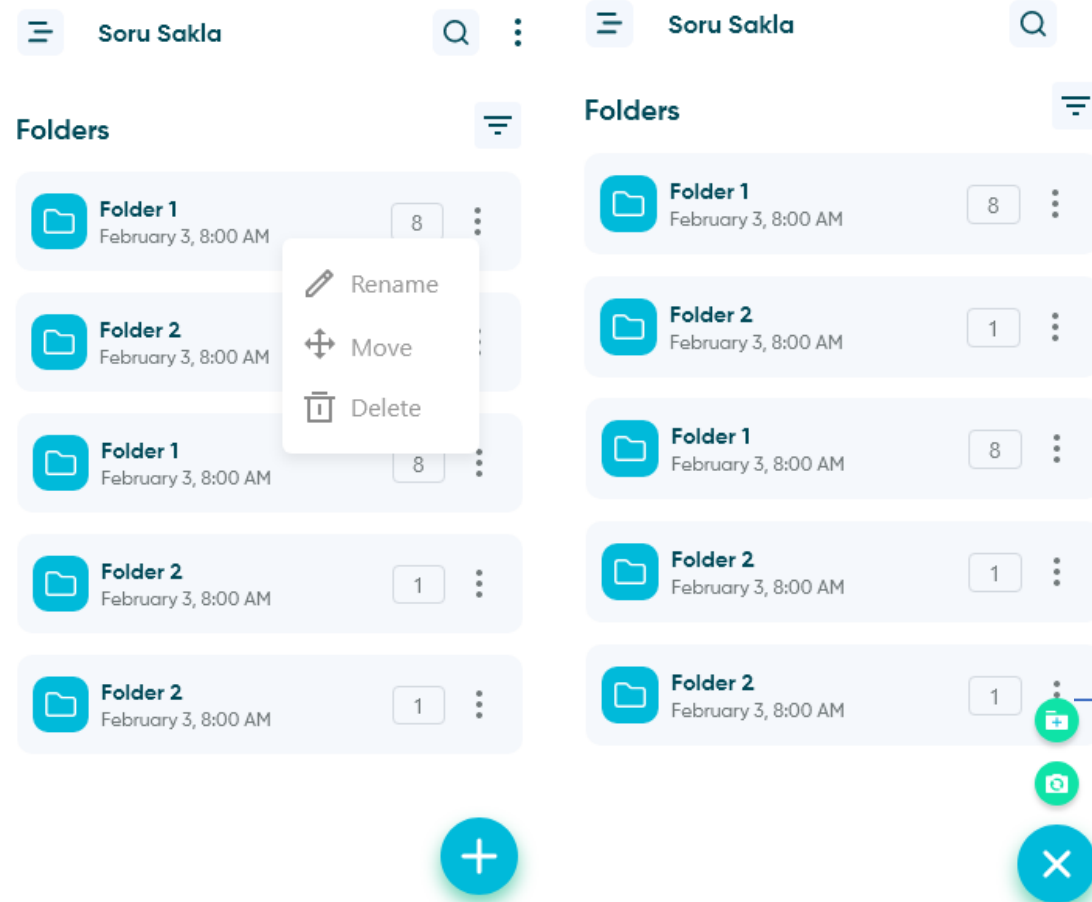 Soru Sakla
Folders
Folder 1
February 3, 8:00 AM
8
Rename
Move
Delete
Folder 2
February 3, 8:00 AM
Folder 1
February 3, 8:00 AM
8
Folder 2
February 3, 8:00 AM
1
Folder 2
February 3, 8:00 AM
1
Soru Sakla
Folders
Folder 1
February 3, 8:00 AM
8
Folder 2
February 3, 8:00 AM
1
Folder 1
February 3, 8:00 AM
8
Folder 2
February 3, 8:00 AM
1
Folder 2
February 3, 8:00 AM
1